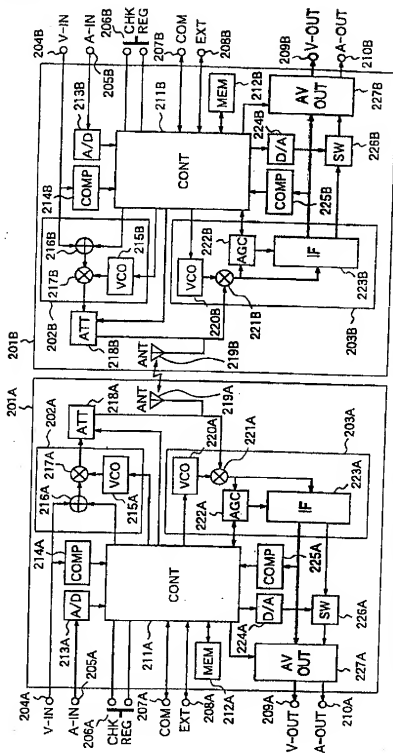 201A
204A
V-IN
213A
A-IN
205A
214A
202A
216A
217A
ATT
218A
A/D
COMP
VCO
215A
ANT
219A
206A
CHK
REG
207A
COM
EXT
208A
212A
MEM
211A
CONT
VCO
220A
221A
222A
AGC
203A
IF
223A
COMP
225A
D/A
224A
SW
226A
AV
OUT
227A
209A
V-OUT
A-OUT
210A
201B
204B
V-IN
A-IN
205B
206B
CHK
REG
207B
COM
EXT
208B
213B
A/D
214B
COMP
216B
217B
VCO
215B
202B
ATT
218B
ANT
219B
211B
CONT
MEM
212B
VCO
220B
221B
222B
AGC
IF
223B
203B
COMP
225B
224B
D/A
SW
226B
AV
OUT
227B
209B
V-OUT
A-OUT
210B